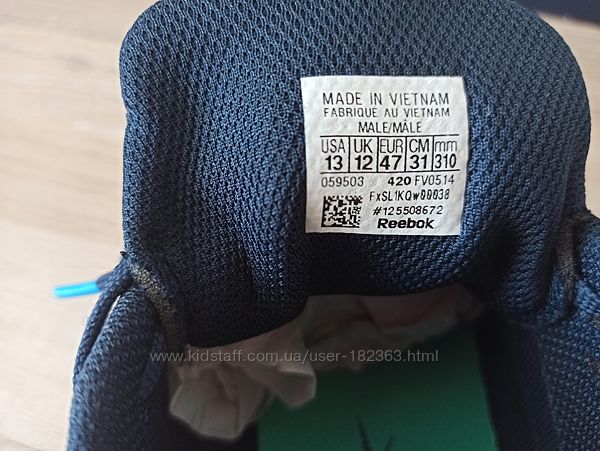 MADE IN VIETNAM
FABRIQUE AU VIETNAM
MALE/MÂLE
USA UK EUR CM mm
13 12 47 31 310
059503 420 FV0514
FxSL1KQw00038
#125508672
Reebok
www.kidstaff.com.ua/user-182363.html